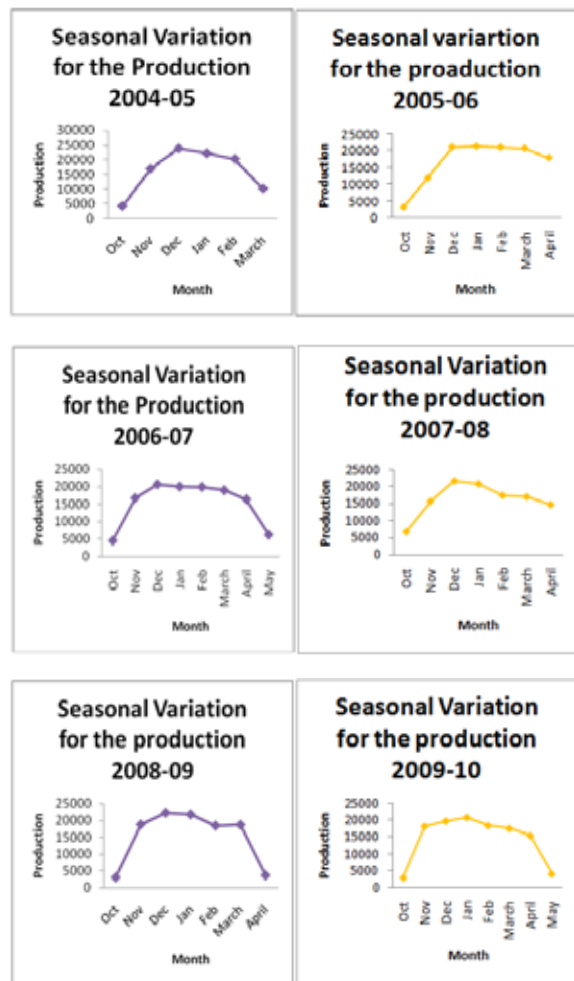 Seasonal Variation
for the Production
2004-05
30000
25000
20000
15000
10000
5000
0
Production
Oct
Nov
Dec
Jan
Feb
March
Month
Seasonal variartion
for the proaduction
2005-06
25000
20000
15000
10000
5000
0
Production
Oct
Nov
Dec
Jan
Feb
March
April
Month
Seasonal Variation
for the Production
2006-07
25000
20000
15000
10000
5000
0
Production
Oct
Nov
Dec
Jan
Feb
March
April
May
Month
Seasonal Variation
for the production
2007-08
25000
20000
15000
10000
5000
0
Production
Oct
Nov
Dec
Jan
Feb
March
April
Month
Seasonal Variation
for the production
2008-09
25000
20000
15000
10000
5000
0
Production
Oct
Nov
Dec
Jan
Feb
March
April
Month
Seasonal Variation
for the production
2009-10
25000
20000
15000
10000
5000
0
Production
Oct
Nov
Dec
Jan
Feb
March
April
May
Month